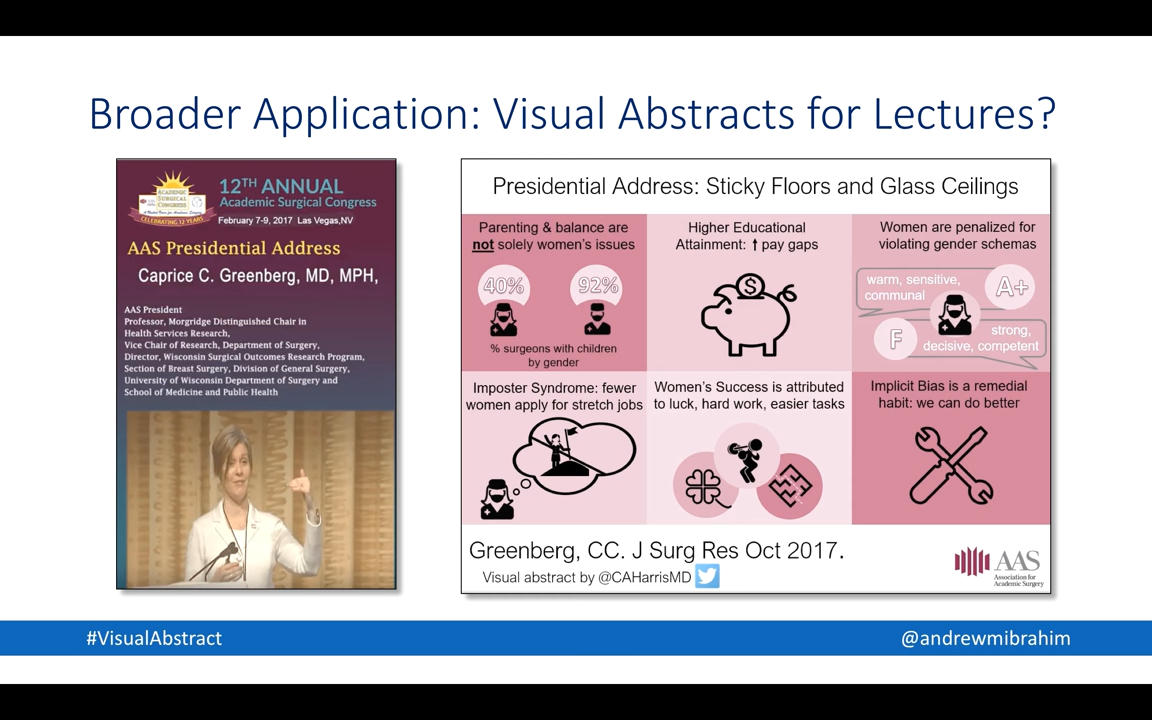 Broader Application: Visual Abstracts for Lectures?
ACADEMIC
SURGICAL
CONGRESS
CELEBRATING 12 YEARS
12TH ANNUAL
Academic Surgical Congress
February 7-9, 2017 Las Vegas,NV
AAS Presidential Address
Caprice C. Greenberg, MD, MPH,
AAS President
Professor, Morgridge Distinguished Chair in
Health Services Research,
Vice Chair of Research, Department of Surgery,
Director, Wisconsin Surgical Outcomes Research Program,
Section of Breast Surgery, Division of General Surgery,
University of Wisconsin Department of Surgery and
School of Medicine and Public Health
Presidential Address: Sticky Floors and Glass Ceilings
Parenting & balance are
not solely women's issues
40% 92%
% surgeons with children
by gender
Higher Educational
Attainment: ↑ pay gaps
$
Women are penalized for
violating gender schemas
warm, sensitive,
communal
A+
F
strong,
decisive, competent
Imposter Syndrome: fewer
women apply for stretch jobs
Women's Success is attributed
to luck, hard work, easier tasks
Implicit Bias is a remedial
habit: we can do better
Greenberg, CC. J Surg Res Oct 2017.
Visual abstract by @CAHarrisMD
AAS
Association for
Academic Surgery
#VisualAbstract
@andrewmibrahim